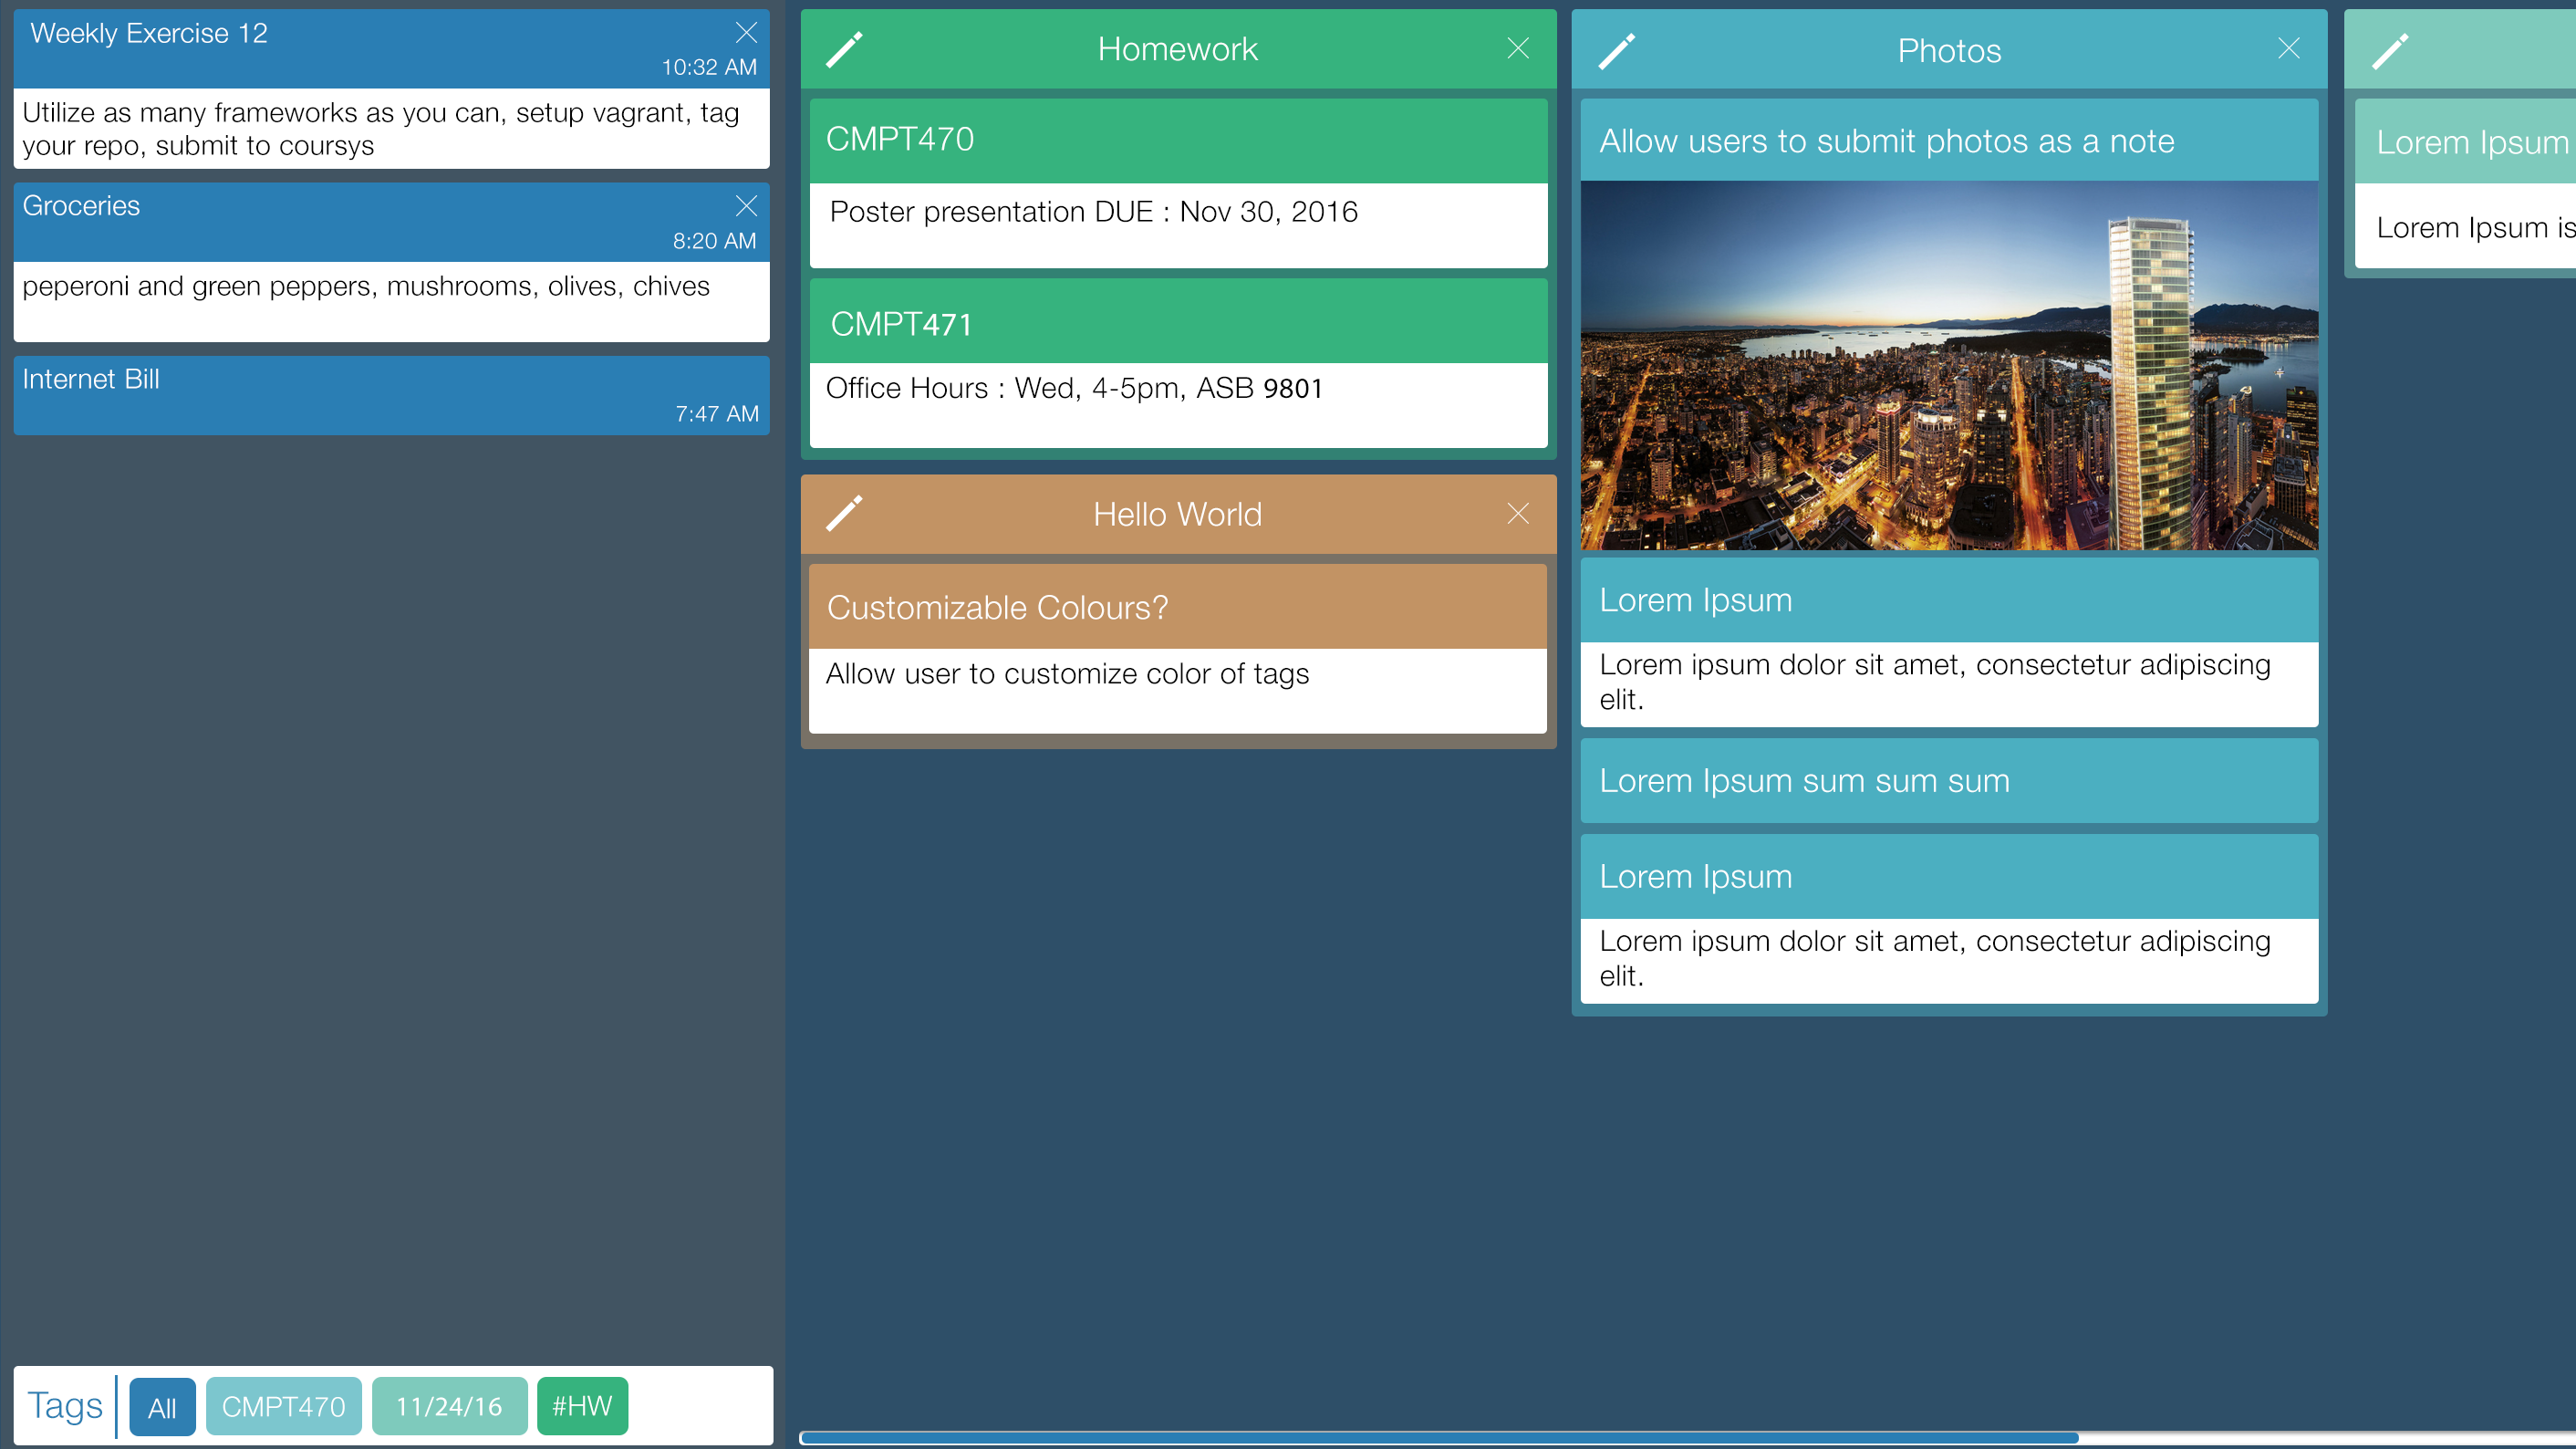 Weekly Exercise 12
10:32 AM
Utilize as many frameworks as you can, setup vagrant, tag
your repo, submit to coursys
Groceries
8:20 AM
peperoni and green peppers, mushrooms, olives, chives
Internet Bill
7:47 AM
Tags
All
CMPT470
11/24/16
#HW
Homework
CMPT470
Poster presentation DUE : Nov 30, 2016
CMPT471
Office Hours : Wed, 4-5pm, ASB 9801
Hello World
Customizable Colours?
Allow user to customize color of tags
Photos
Allow users to submit photos as a note
Lorem Ipsum
Lorem ipsum dolor sit amet, consectetur adipiscing
elit.
Lorem Ipsum sum sum sum
Lorem Ipsum
Lorem ipsum dolor sit amet, consectetur adipiscing
elit.
Lorem Ipsum
Lorem Ipsum is